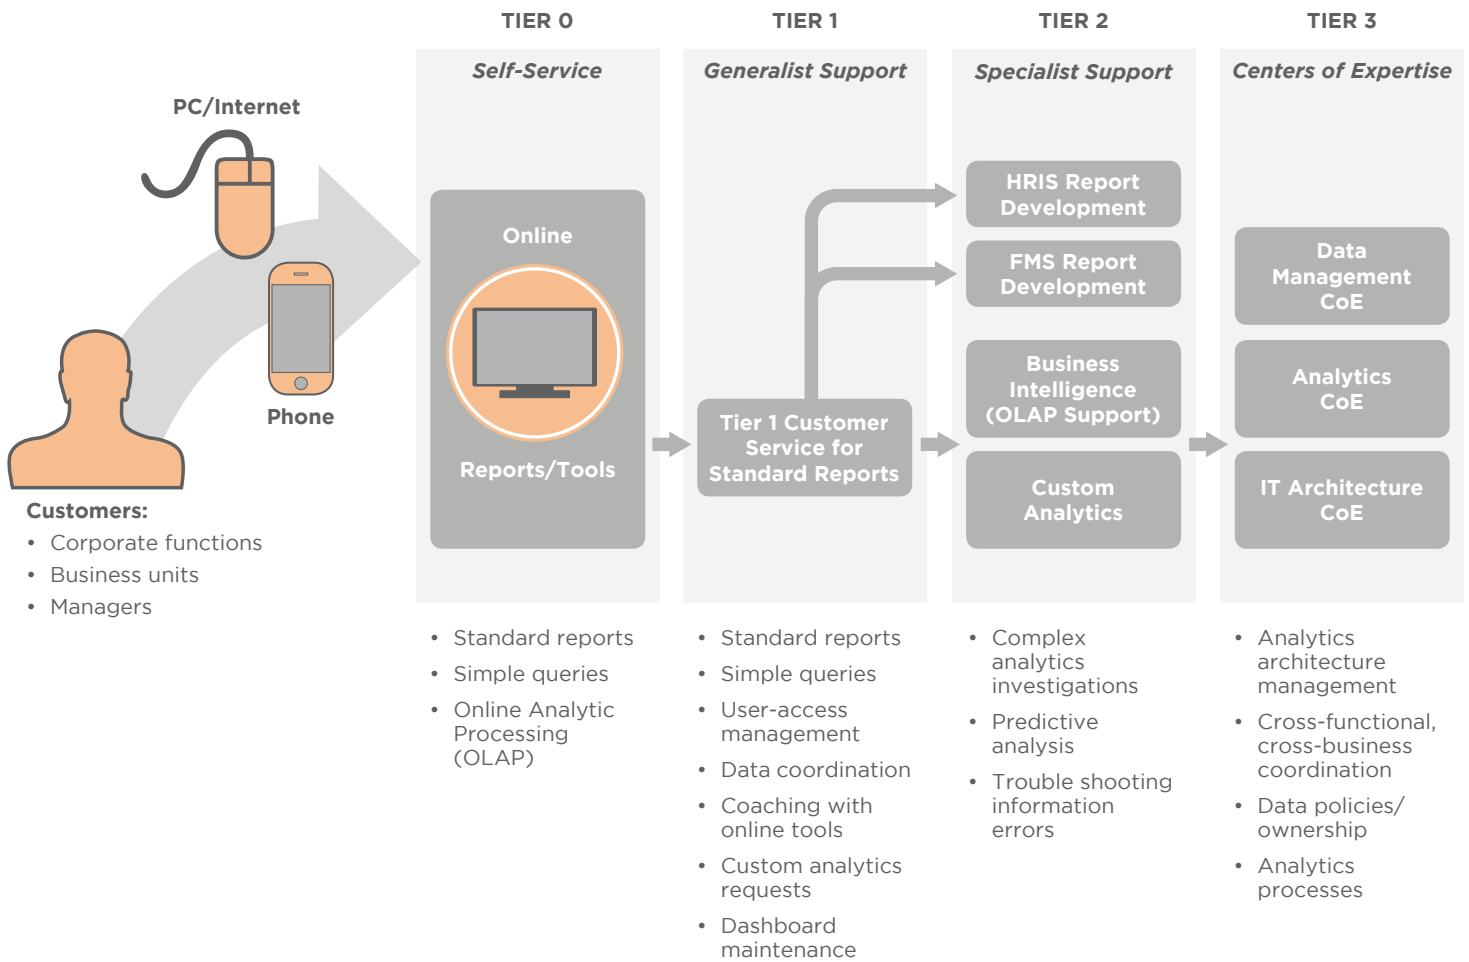 TIER 0
TIER 1
TIER 2
TIER 3
Self-Service
Generalist Support
Specialist Support
Centers of Expertise
PC/Internet
Phone
Customers:
• Corporate functions
• Business units
• Managers
Online
Reports/Tools
Tier 1 Customer
Service for
Standard Reports
HRIS Report
Development
FMS Report
Development
Business
Intelligence
(OLAP Support)
Custom
Analytics
Data
Management
CoE
Analytics
CoE
IT Architecture
CoE
• Standard reports
• Simple queries
• Online Analytic
Processing
(OLAP)
• Standard reports
• Simple queries
• User-access
management
• Data coordination
• Coaching with
online tools
• Custom analytics
requests
• Dashboard
maintenance
• Complex
analytics
investigations
• Predictive
analysis
• Trouble shooting
information
errors
• Analytics
architecture
management
• Cross-functional,
cross-business
coordination
• Data policies/
ownership
• Analytics
processes